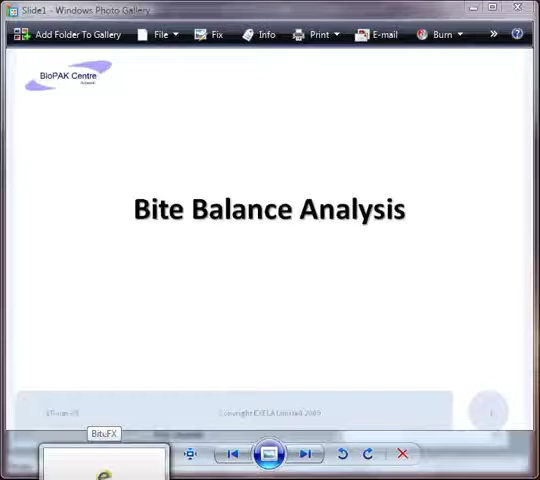 Slide1 - Windows Photo Gallery
Add Folder To Gallery File Fix Info Print E-mail Burn »
BioPAK Centre
Bite Balance Analysis
Copyright EXELA Limited 2009 1
BiteFX